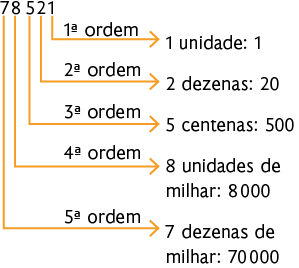 78 521
1ª ordem
1 unidade: 1
2ª ordem
2 dezenas: 20
3ª ordem
5 centenas: 500
4ª ordem
8 unidades de
milhar: 8 000
5ª ordem
7 dezenas de
milhar: 70 000